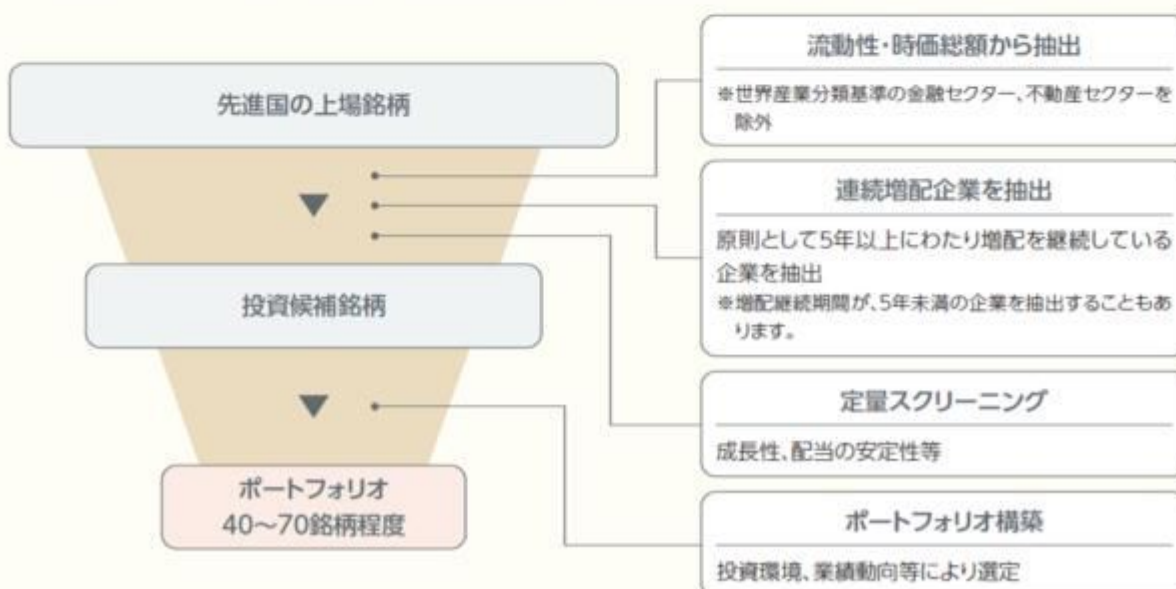 先進国の上場銘柄
投資候補銘柄
ポートフォリオ
40～70銘柄程度
流動性・時価総額から抽出
※世界産業分類基準の金融セクター、不動産セクターを
除外
連続増配企業を抽出
原則として5年以上にわたり増配を継続している
企業を抽出
※増配継続期間が、5年未満の企業を抽出することもあ
ります。
定量スクリーニング
成長性、配当の安定性等
ポートフォリオ構築
投資環境、業績動向等により選定